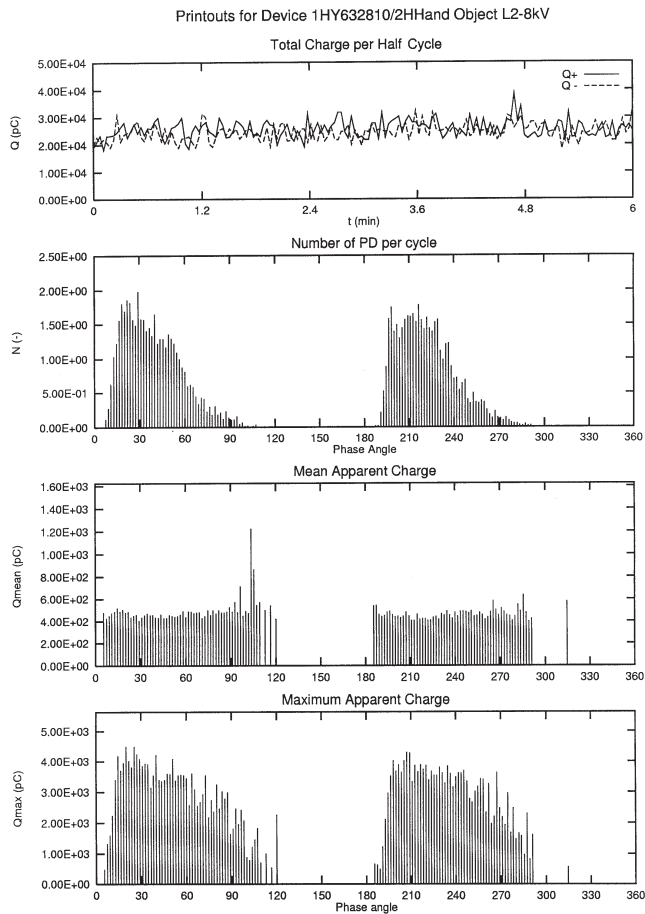 Printouts for Device 1HY632810/2HHand Object L2-8kV
Total Charge per Half Cycle
5.00E+04
4.00E+04
3.00E+04
2.00E+04
1.00E+04
0.00E+00
Q (pC)
Q+
Q -
0 1.2 2.4 3.6 4.8 6
t (min)
Number of PD per cycle
2.50E+00
2.00E+00
1.50E+00
1.00E+00
5.00E-01
0.00E+00
N (-)
0 30 60 90 120 150 180 210 240 270 300 330 360
Phase Angle
Mean Apparent Charge
1.60E+03
1.40E+03
1.20E+03
1.00E+03
8.00E+02
6.00E+02
4.00E+02
2.00E+02
0.00E+00
Qmean (pC)
0 30 60 90 120 150 180 210 240 270 300 330 360
Maximum Apparent Charge
5.00E+03
4.00E+03
3.00E+03
2.00E+03
1.00E+03
0.00E+00
Qmax (pC)
0 30 60 90 120 150 180 210 240 270 300 330 360
Phase angle